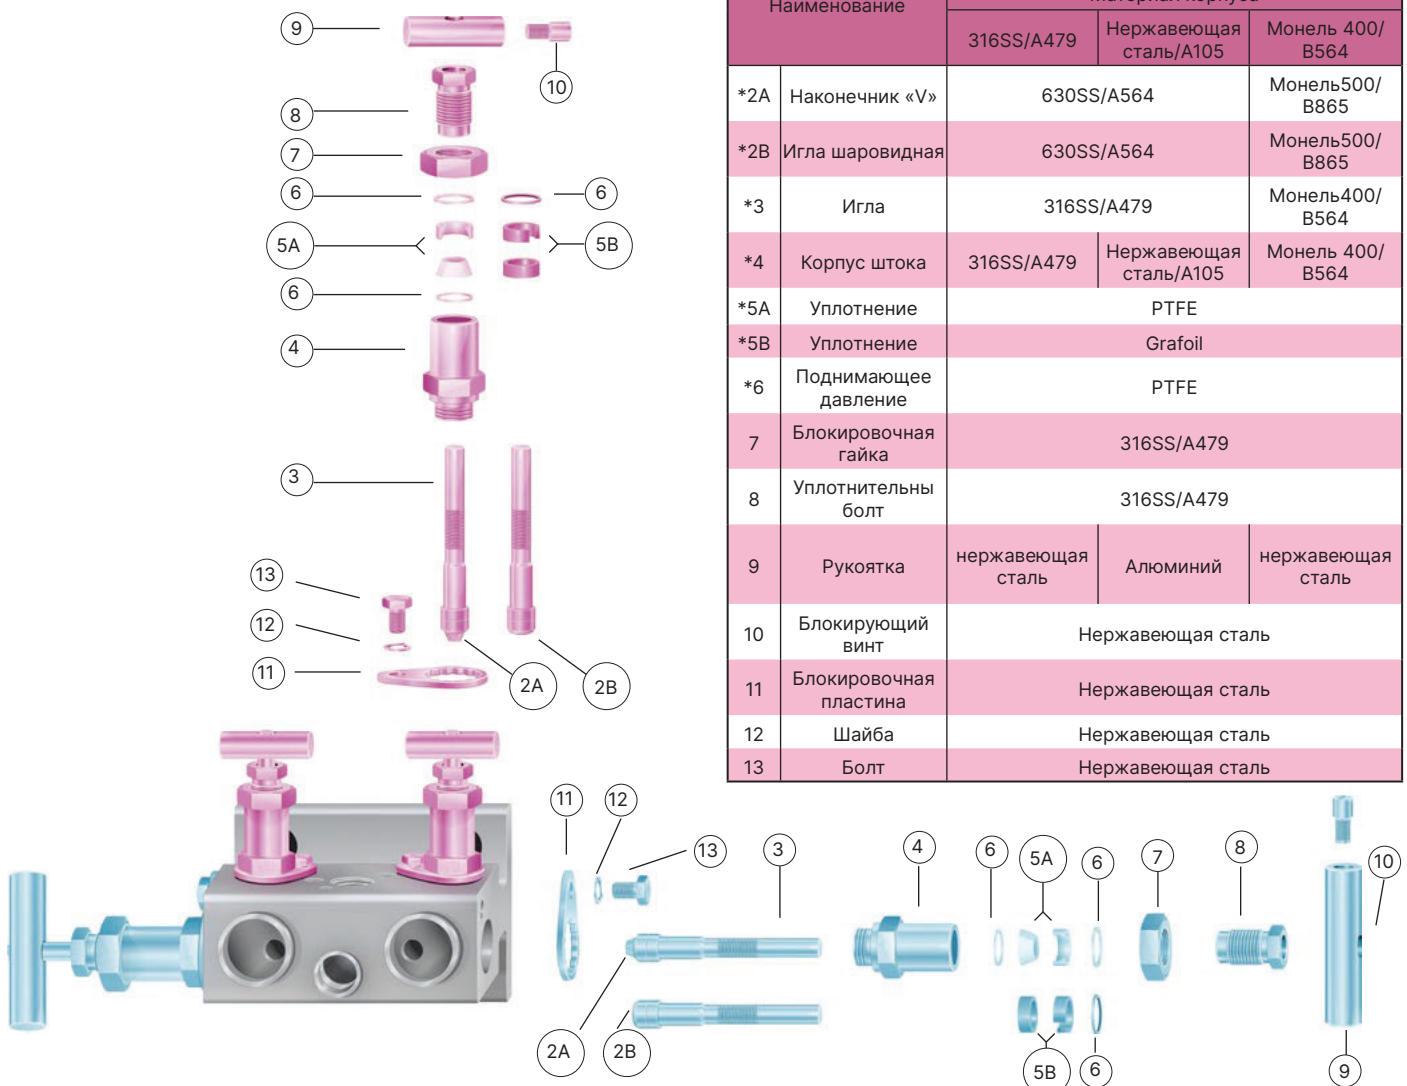 Наименование
316SS/A479
Нержавеющая
сталь/A105
Монель 400/
B564
*2A
Наконечник «V»
630SS/A564
Монель500/
B865
*2B
Игла шаровидная
630SS/A564
Монель500/
B865
*3
Игла
316SS/A479
Монель400/
B564
*4
Корпус штока
316SS/A479
Нержавеющая
сталь/A105
Монель 400/
B564
*5A
Уплотнение
PTFE
*5B
Уплотнение
Grafoil
*6
Поднимающее
давление
PTFE
7
Блокировочная
гайка
316SS/A479
8
Уплотнительны
болт
316SS/A479
9
Рукоятка
нержавеющая
сталь
Алюминий
нержавеющая
сталь
10
Блокирующий
винт
Нержавеющая сталь
11
Блокировочная
пластина
Нержавеющая сталь
12
Шайба
Нержавеющая сталь
13
Болт
Нержавеющая сталь
9
10
8
7
6
6
5A
5B
6
4
3
13
12
11
2A
2B
11
12
13
3
4
6
5A
6
7
8
10
2A
2B
5B
6
9